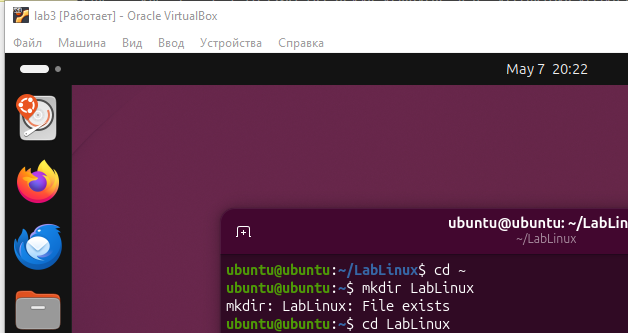 lab3 [Работает] - Oracle VirtualBox
Файл Машина Вид Ввод Устройства Справка
May 7 20:22
ubuntu@ubuntu: ~/LabLin
~/LabLinux
ubuntu@ubuntu:~/LabLinux$ cd ~
ubuntu@ubuntu:~$ mkdir LabLinux
mkdir: LabLinux: File exists
ubuntu@ubuntu:~$ cd LabLinux